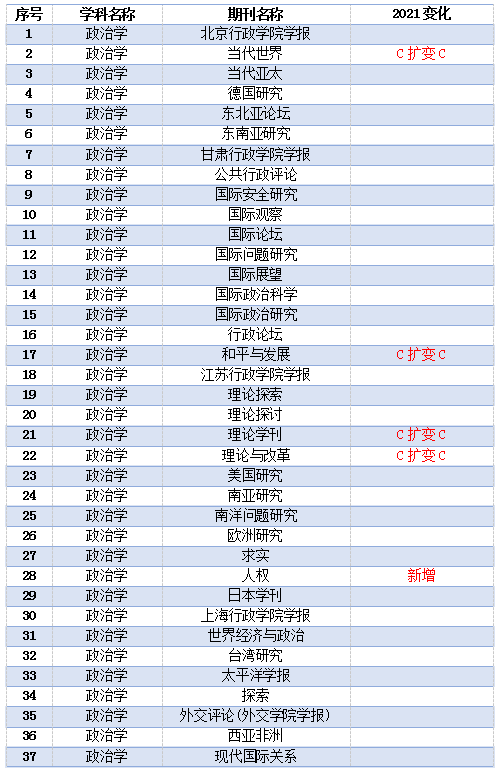 序号 学科名称 期刊名称 2021变化
1 政治学 北京行政学院学报
2 政治学 当代世界 C扩变C
3 政治学 当代亚太
4 政治学 德国研究
5 政治学 东北亚论坛
6 政治学 东南亚研究
7 政治学 甘肃行政学院学报
8 政治学 公共行政评论
9 政治学 国际安全研究
10 政治学 国际观察
11 政治学 国际论坛
12 政治学 国际问题研究
13 政治学 国际展望
14 政治学 国际政治科学
15 政治学 国际政治研究
16 政治学 行政论坛
17 政治学 和平与发展 C扩变C
18 政治学 江苏行政学院学报
19 政治学 理论探索
20 政治学 理论探讨
21 政治学 理论学刊 C扩变C
22 政治学 理论与改革 C扩变C
23 政治学 美国研究
24 政治学 南亚研究
25 政治学 南洋问题研究
26 政治学 欧洲研究
27 政治学 求实
28 政治学 人权 新增
29 政治学 日本学刊
30 政治学 上海行政学院学报
31 政治学 世界经济与政治
32 政治学 台湾研究
33 政治学 太平洋学报
34 政治学 探索
35 政治学 外交评论(外交学院学报)
36 政治学 西亚非洲
37 政治学 现代国际关系